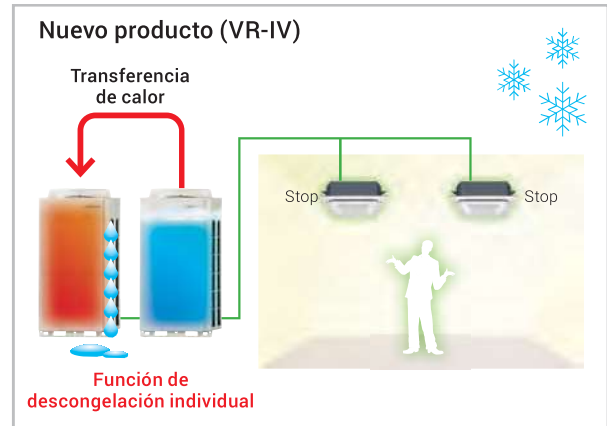 Nuevo producto (VR-IV)
Transferencia
de calor
Stop
Stop
Función de
descongelación individual